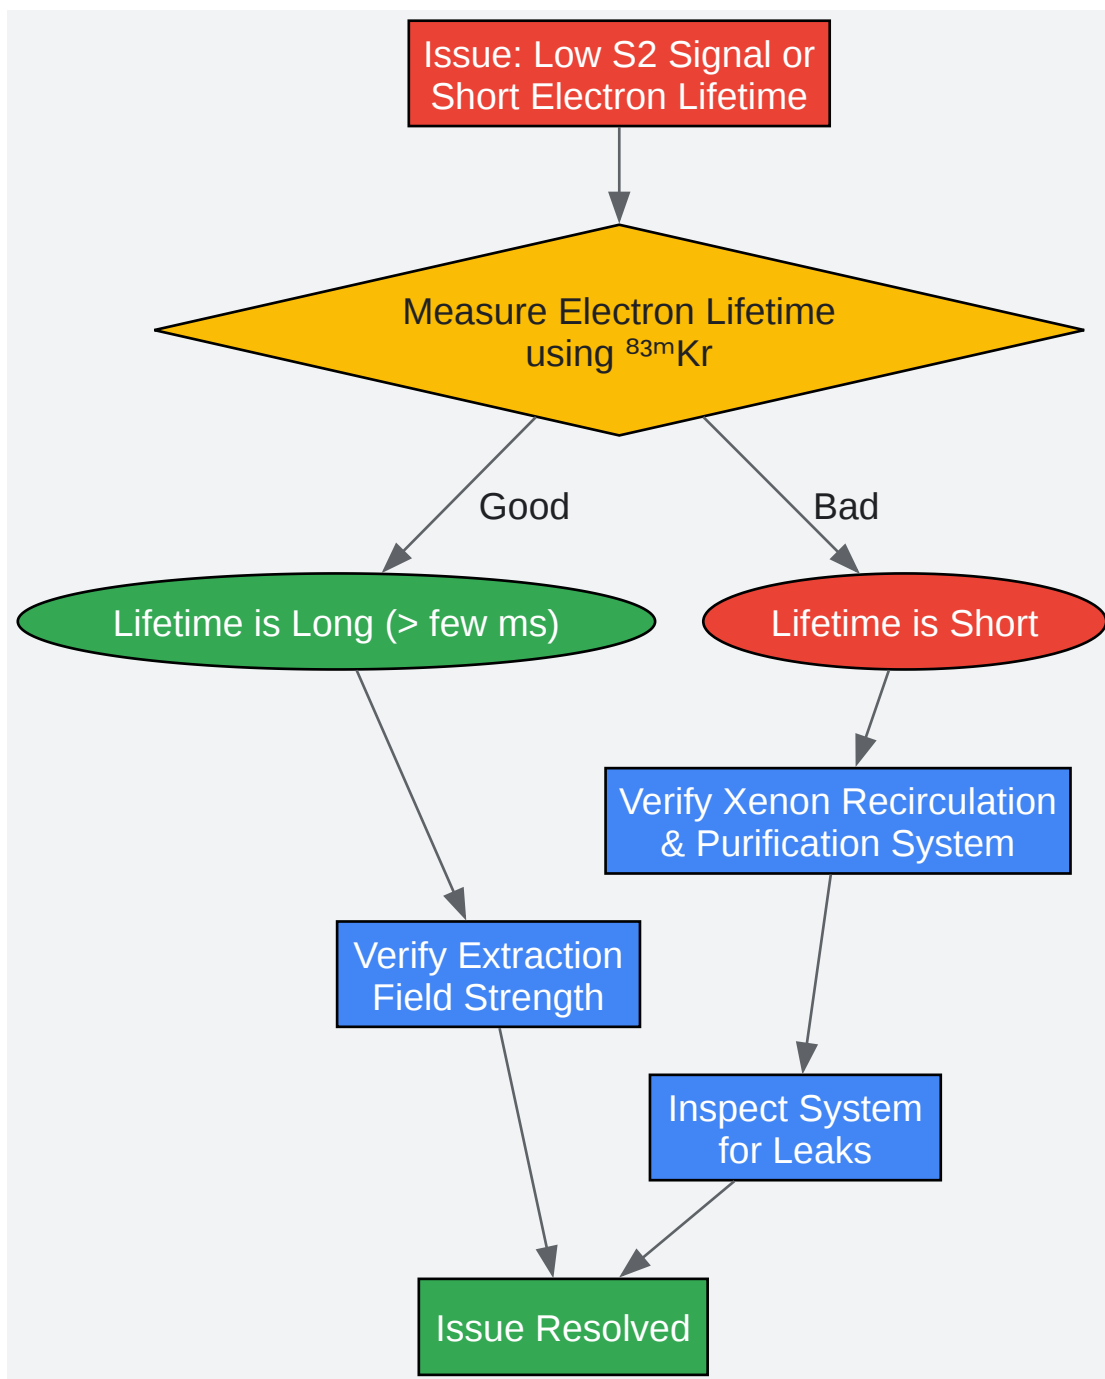 Issue: Low S2 Signal or
Short Electron Lifetime
Measure Electron Lifetime
using ⁸³ᵐKr
Good
Bad
Lifetime is Long (> few ms)
Lifetime is Short
Verify Xenon Recirculation
& Purification System
Verify Extraction
Field Strength
Inspect System
for Leaks
Issue Resolved